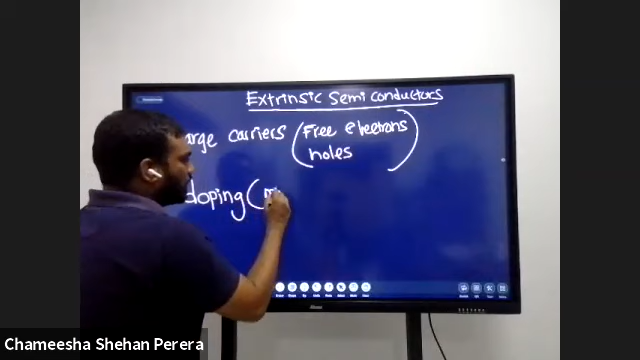 Extrinsic Semi conductors
arge carriers (Free electrons
holes)
doping(
Chameesha Shehan Perera